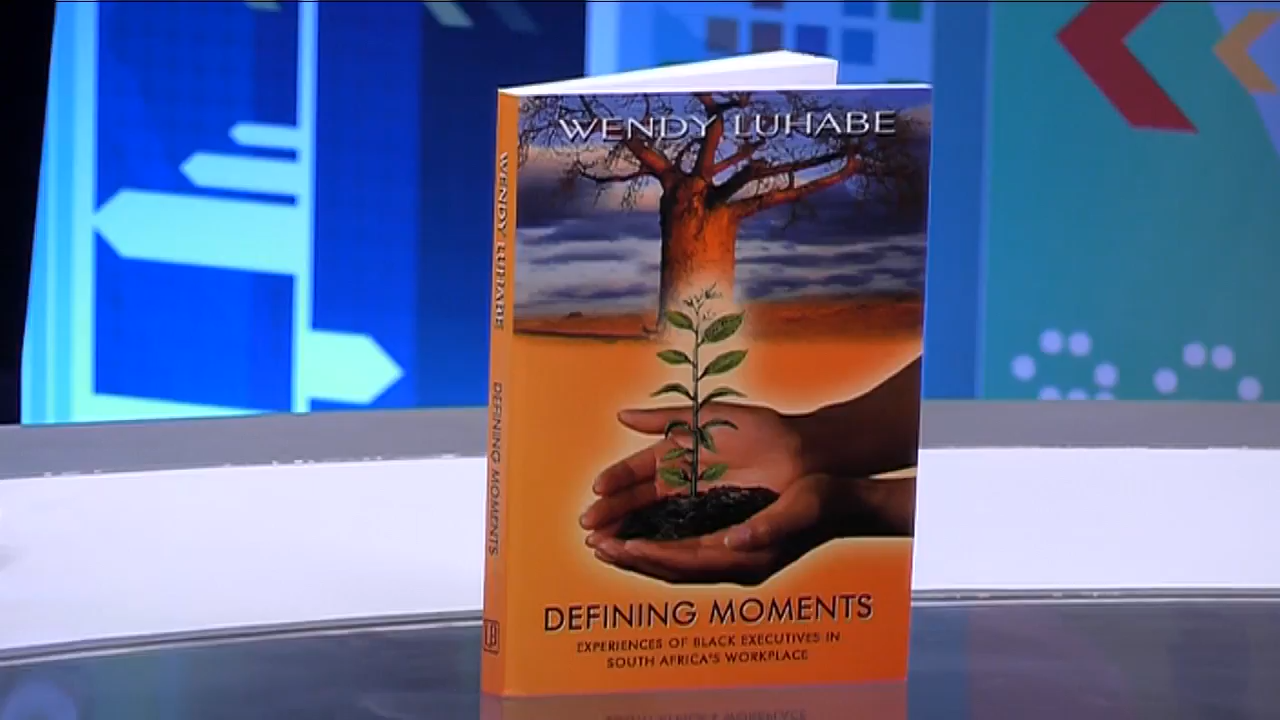 WENDY LUHABE
WENDY LUHABE
DEFINING MOMENTS
DEFINING MOMENTS
EXPERIENCES OF BLACK EXECUTIVES IN
SOUTH AFRICA'S WORKPLACE